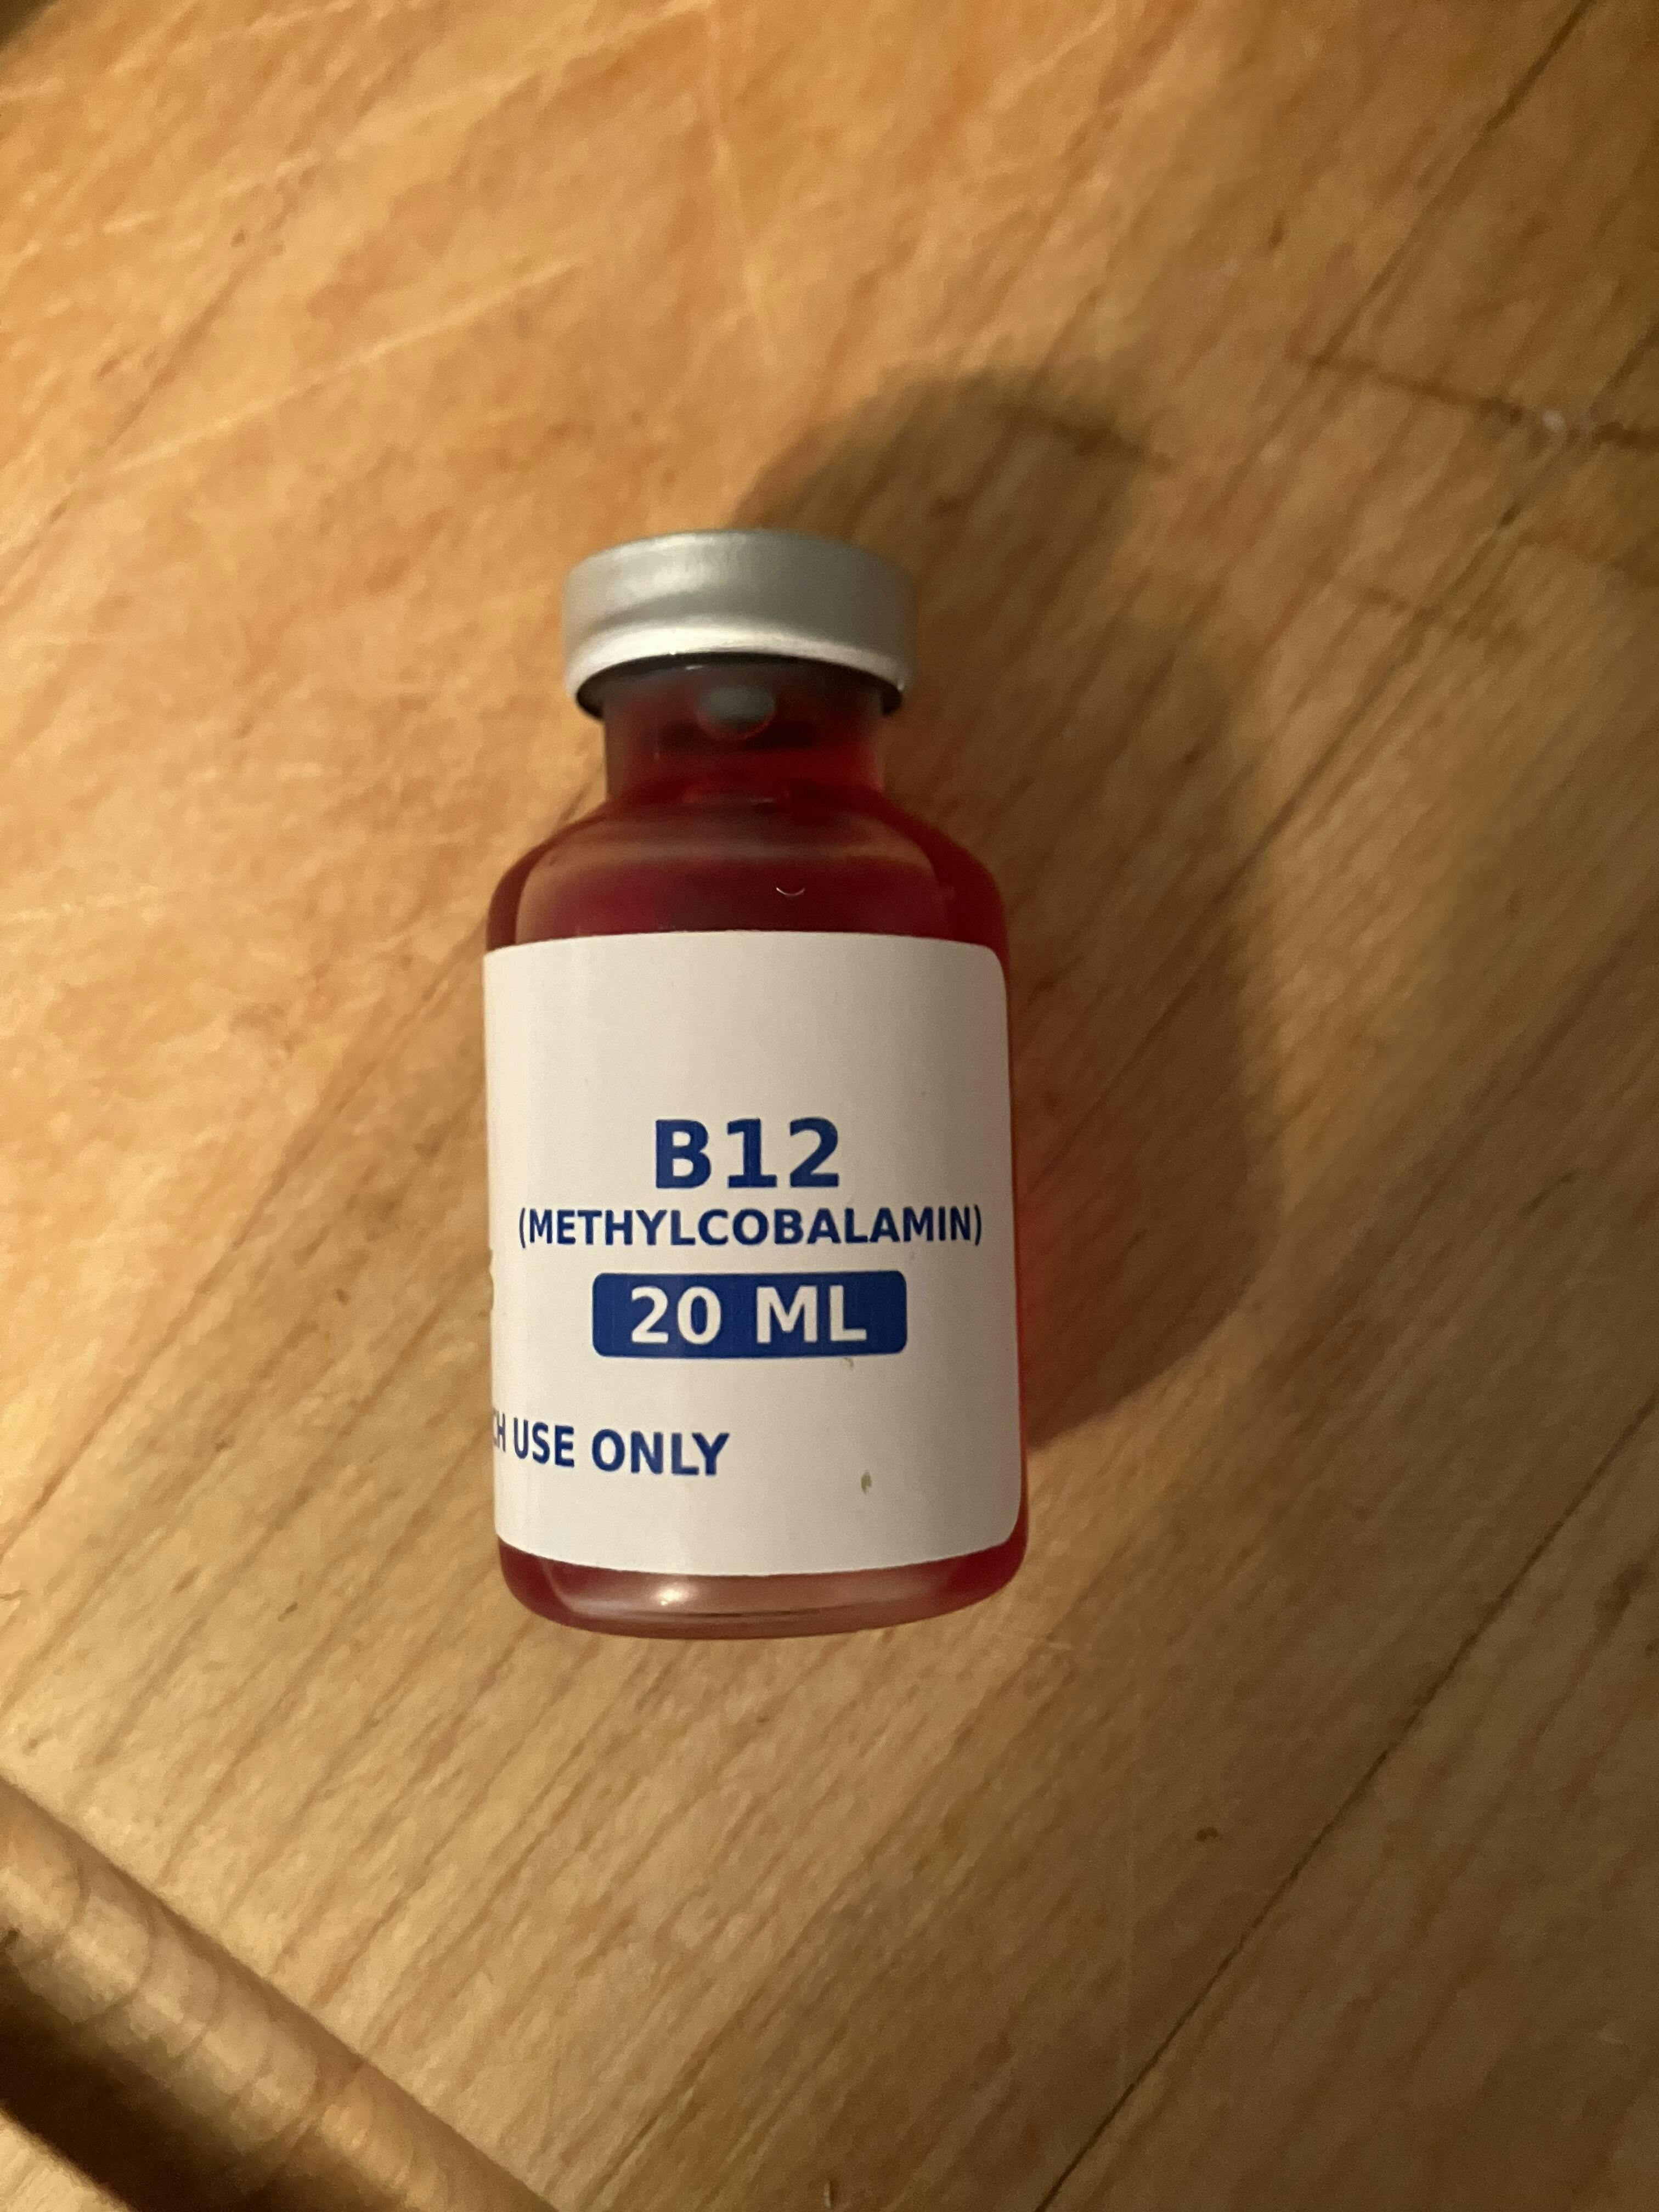 B12
(METHYLCOBALAMIN)
20 ML
USE ONLY